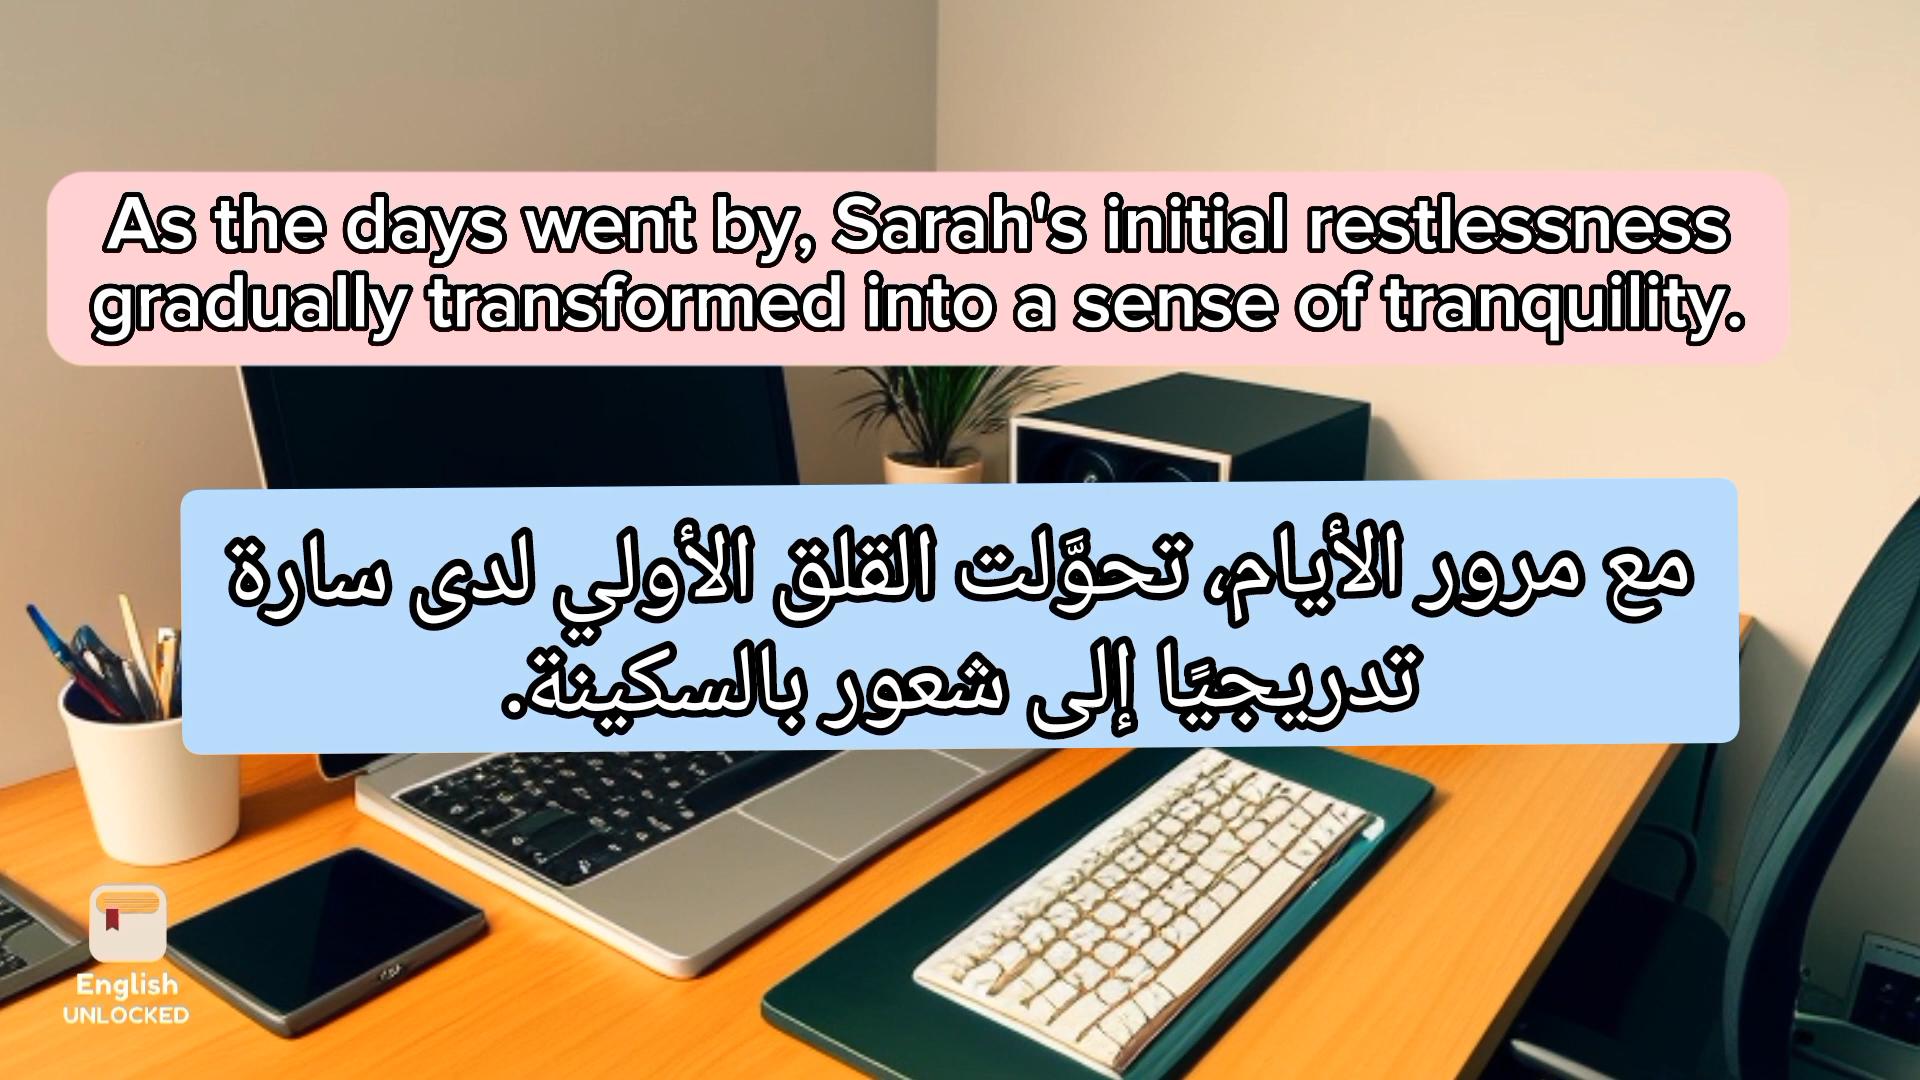 As the days went by, Sarah's initial restlessness
gradually transformed into a sense of tranquility.
مع مرور الأيام، تحوَّلت القلق الأولي لدى سارة
تدريجيًا إلى شعور بالسكينة.
English
UNLOCKED